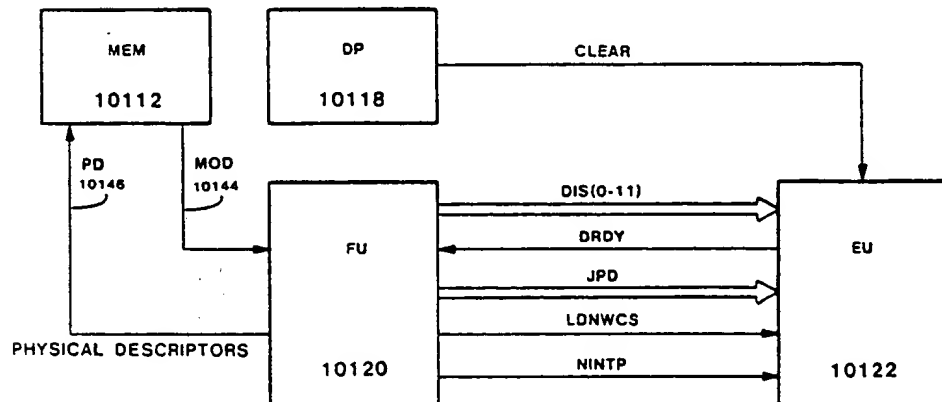 MEM
10112
DP
10118
CLEAR
PD
10146
MOD
10144
DIS(0-11)
FU
DRDY
EU
JPD
LDNWCS
PHYSICAL DESCRIPTORS
10120
NINTP
10122